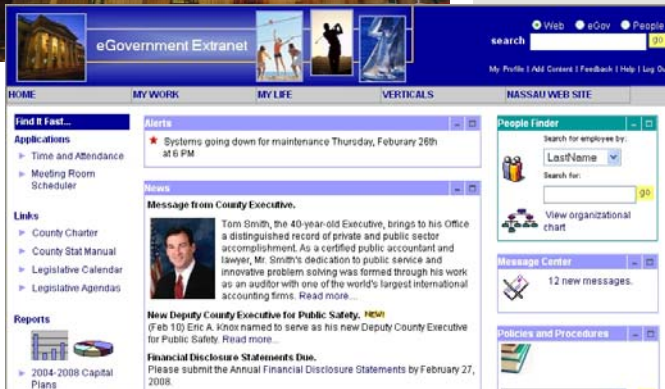 eGovernment Extranet
Web eGov People
search go
My Profile | Add Content | Feedback | Help | Log Ou
HOME MY WORK MY LIFE VERTICALS NASSAU WEB SITE
Find It Fast...
Applications
Time and Attendance
Meeting Room
Scheduler
Links
County Charter
County Stat Manual
Legislative Calendar
Legislative Agendas
Reports
2004-2008 Capital
Plans
Alerts
Systems going down for maintenance Thursday, Feburary 26th
at 6 PM
News
Message from County Executive.
Tom Smith, the 40-year-old Executive, brings to his Office
a distinguished record of private and public sector
accomplishment. As a certified public accountant and
lawyer, Mr. Smith's dedication to public service and
innovative problem solving was formed through his work
as an auditor with one of the world's largest international
accounting firms. Read more...
New Deputy County Executive for Public Safety. NEW!
(Feb 10) Eric A. Knox named to serve as his new Deputy County Executive
for Public Safety. Read more...
Financial Disclosure Statements Due.
Please submit the Annual Financial Disclosure Statements by February 27,
2008.
People Finder
Search for employee by:
LastName
Search for:
go
View organizational
chart
Message Center
12 new messages.
Policies and Procedures